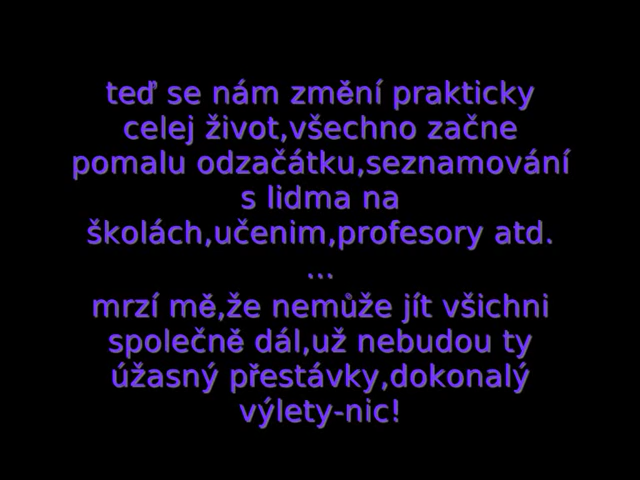 teď se nám změní prakticky
celej život,všechno začne
pomalu odzačátku,seznamování
s lidma na
školách,učenim,profesory atd.
...
mrzí mě,že nemůže jít všichni
společně dál,už nebudou ty
úžasný přestávky,dokonalý
výlety-nic!